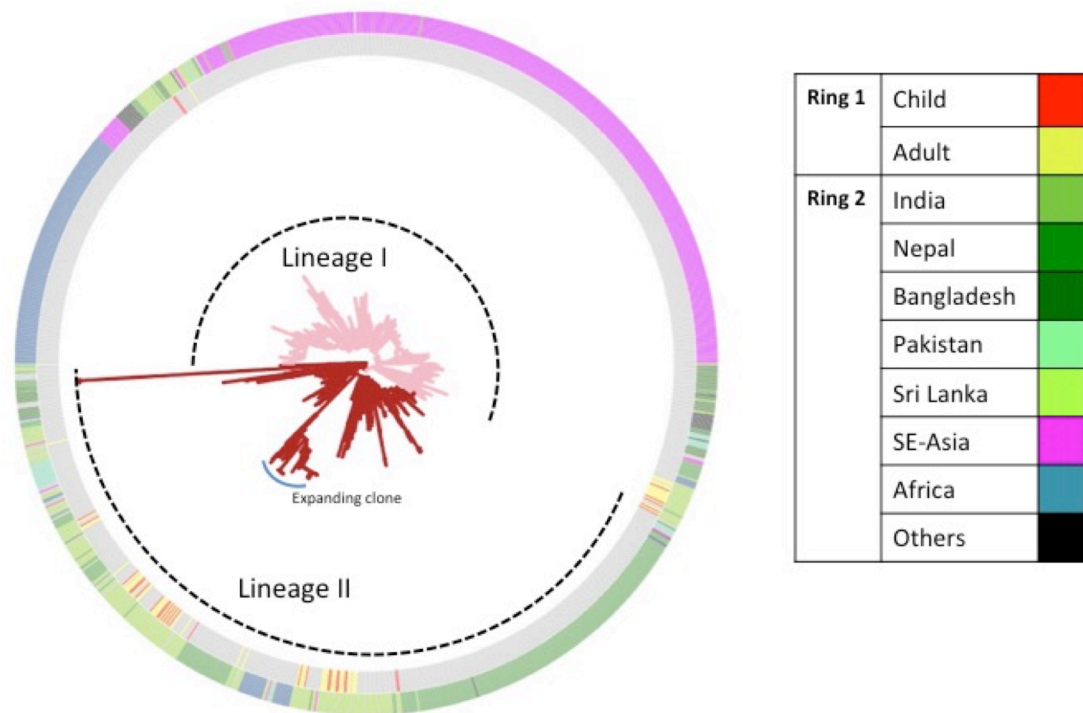 Lineage I
Expanding clone
Lineage II
Ring 1
Child
Adult
Ring 2
India
Nepal
Bangladesh
Pakistan
Sri Lanka
SE-Asia
Africa
Others